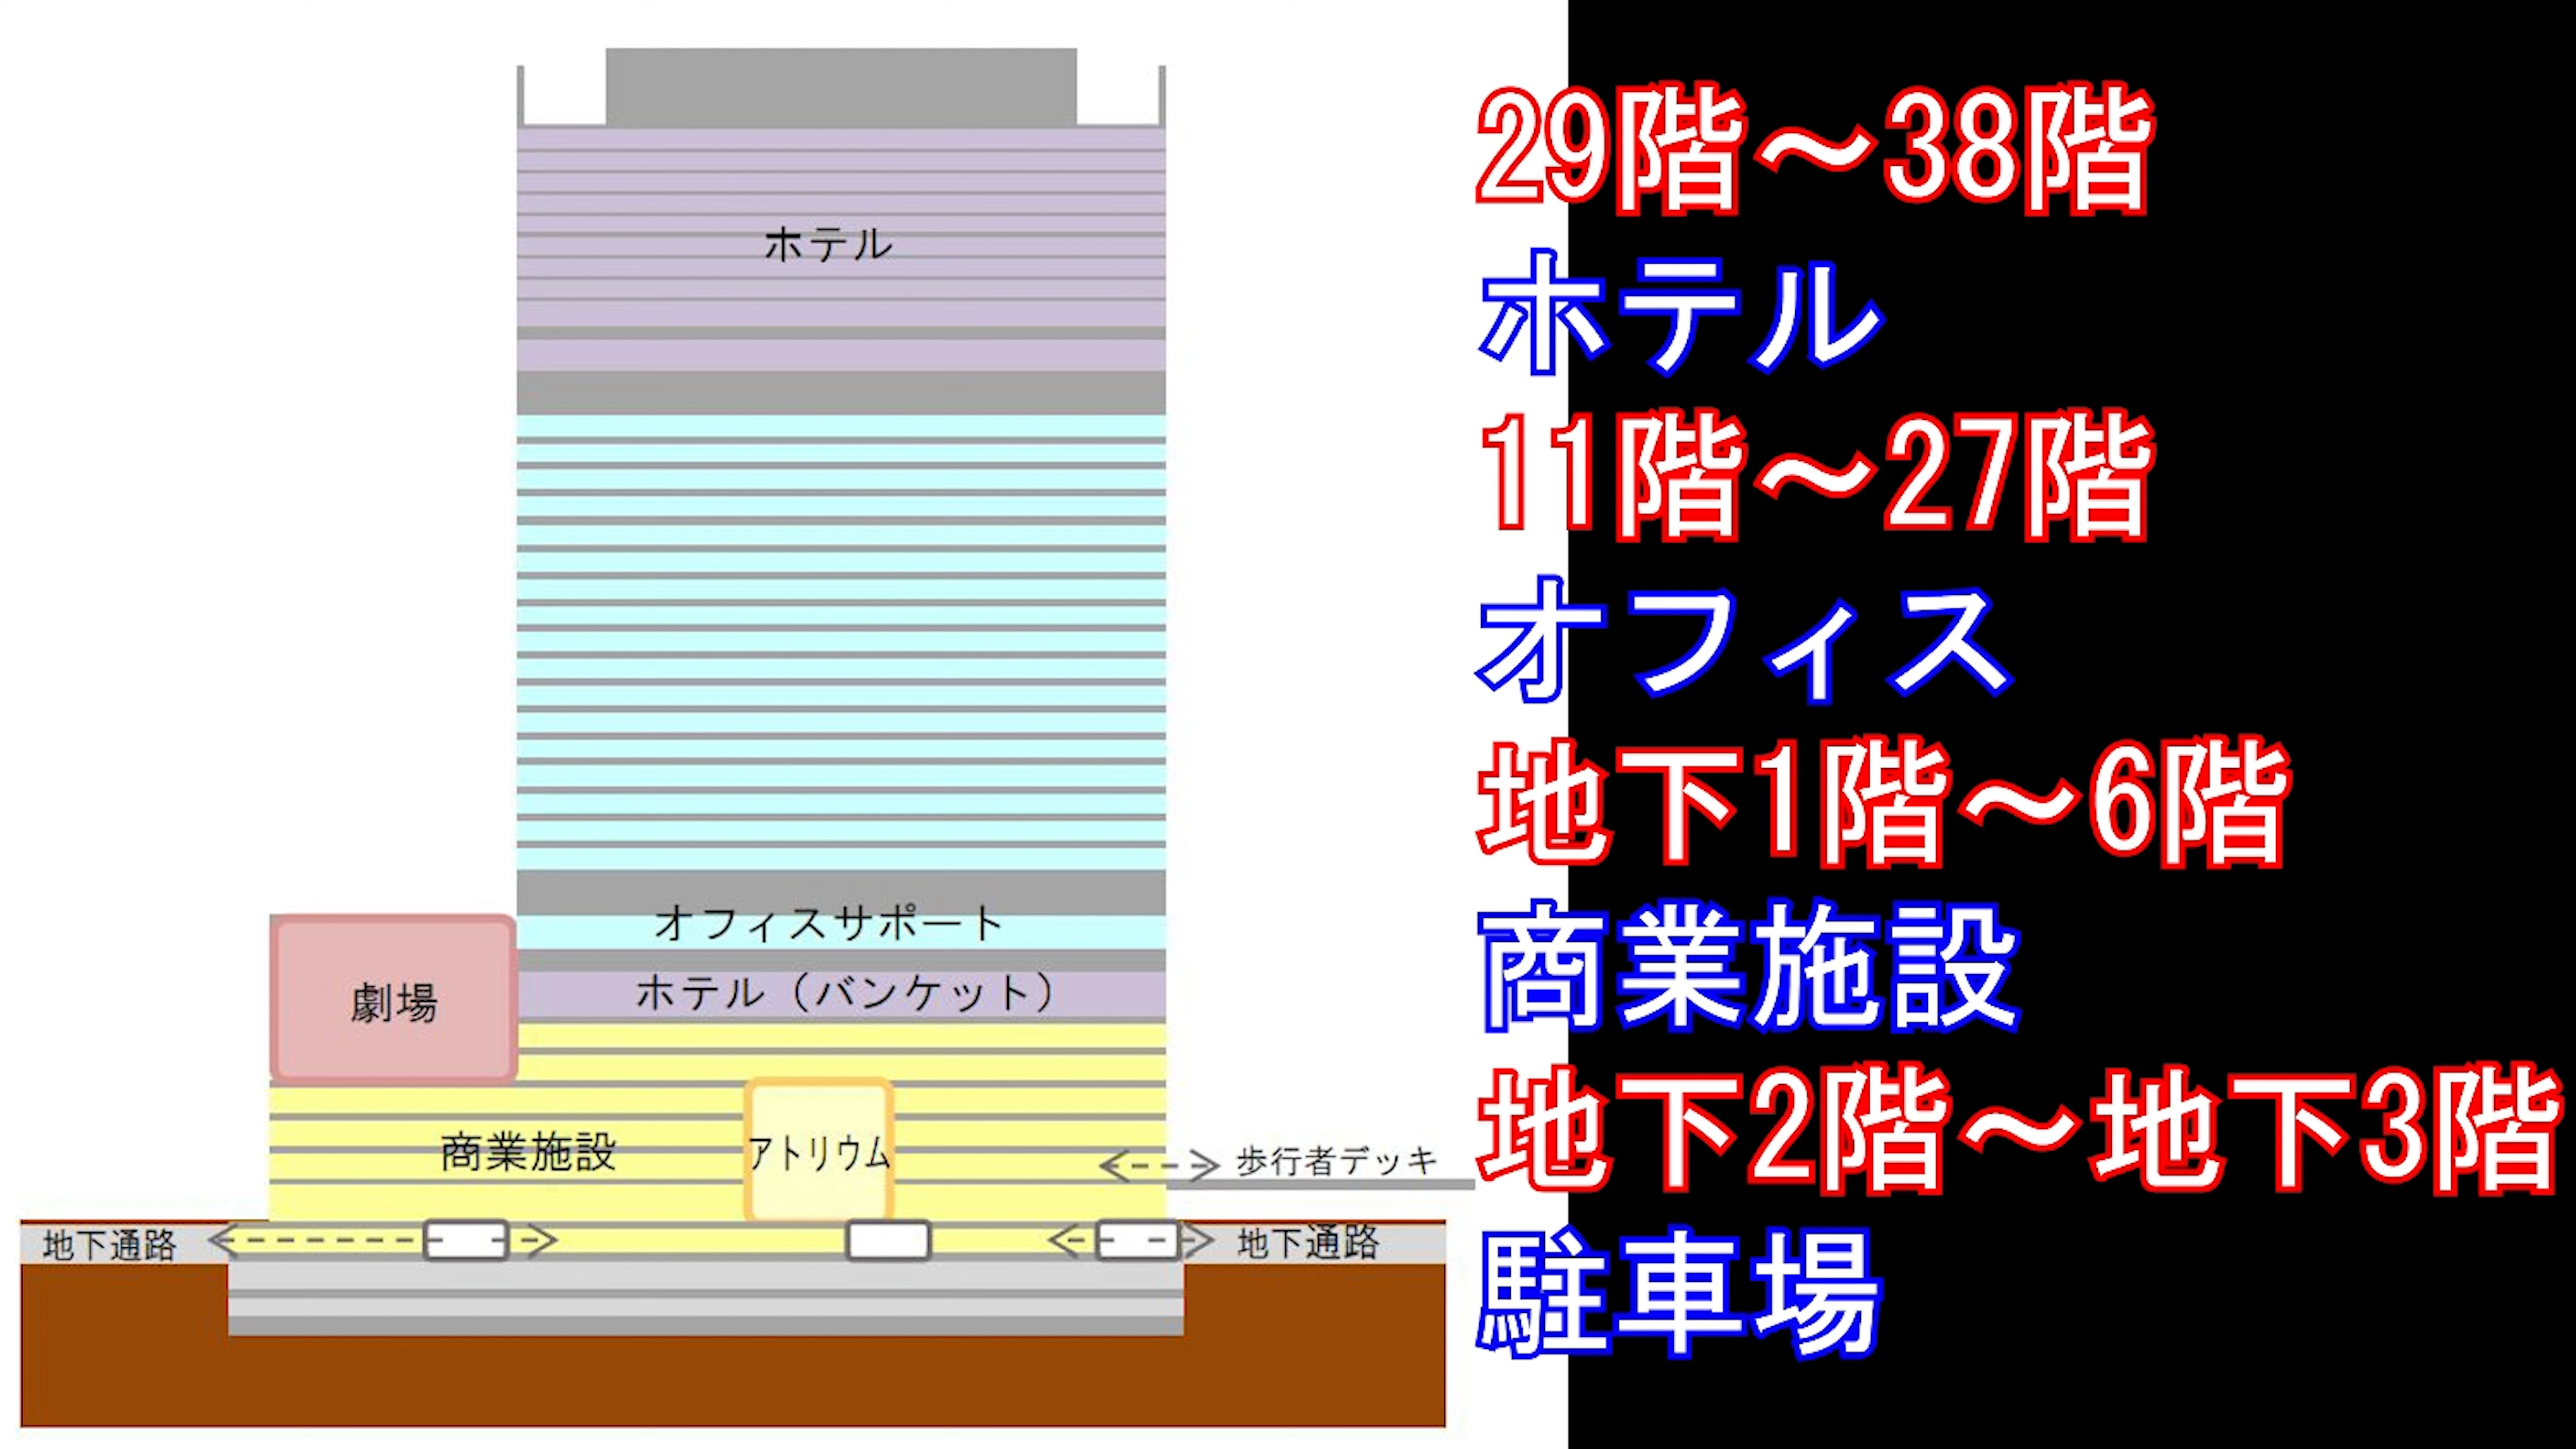 ホテル
オフィスサポート
ホテル（バンケット）
劇場
商業施設
アトリウム
歩行者デッキ
地下通路
地下通路
29階～38階
ホテル
11階～27階
オフィス
地下1階～6階
商業施設
地下2階～地下3階
駐車場